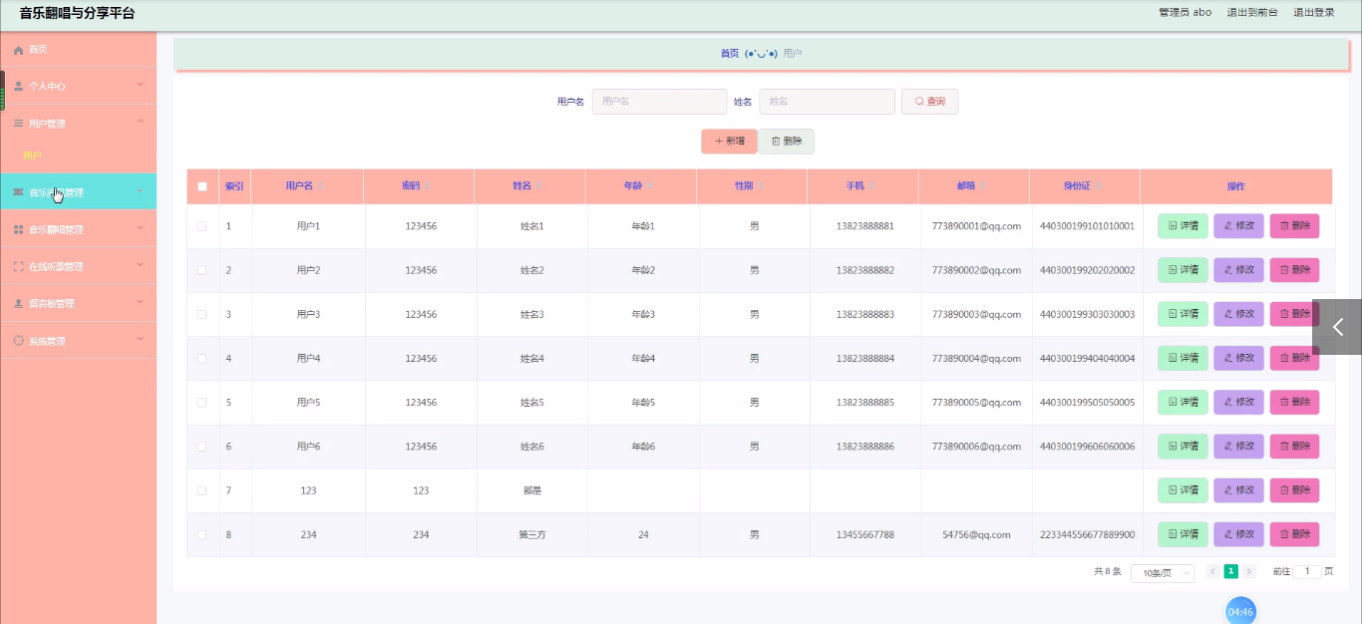 音乐翻唱与分享平台
管理员 abo 退出到前台 退出登录
首页
个人中心
用户管理
用户
音乐 管理
音乐翻唱管理
在线听歌管理
留言板管理
系统管理
首页 (●'◡'●) 用户
用户名 用户名 姓名 姓名 查询
+ 新增 删除
索引 用户名 密码 姓名 年龄 性别 手机 邮箱 身份证 操作
1 用户1 123456 姓名1 年龄1 男 13823888881 773890001@qq.com 440300199101010001 详情 修改 删除
2 用户2 123456 姓名2 年龄2 男 13823888882 773890002@qq.com 440300199202020002 详情 修改 删除
3 用户3 123456 姓名3 年龄3 男 13823888883 773890003@qq.com 440300199303030003 详情 修改 删除
4 用户4 123456 姓名4 年龄4 男 13823888884 773890004@qq.com 440300199404040004 详情 修改 删除
5 用户5 123456 姓名5 年龄5 男 13823888885 773890005@qq.com 440300199505050005 详情 修改 删除
6 用户6 123456 姓名6 年龄6 男 13823888886 773890006@qq.com 440300199606060006 详情 修改 删除
7 123 123 都是 详情 修改 删除
8 234 234 第三方 24 男 13455667788 54756@qq.com 223344556677889900 详情 修改 删除
共 8 条 10条/页 < 1 > 前往 1 页
04:46